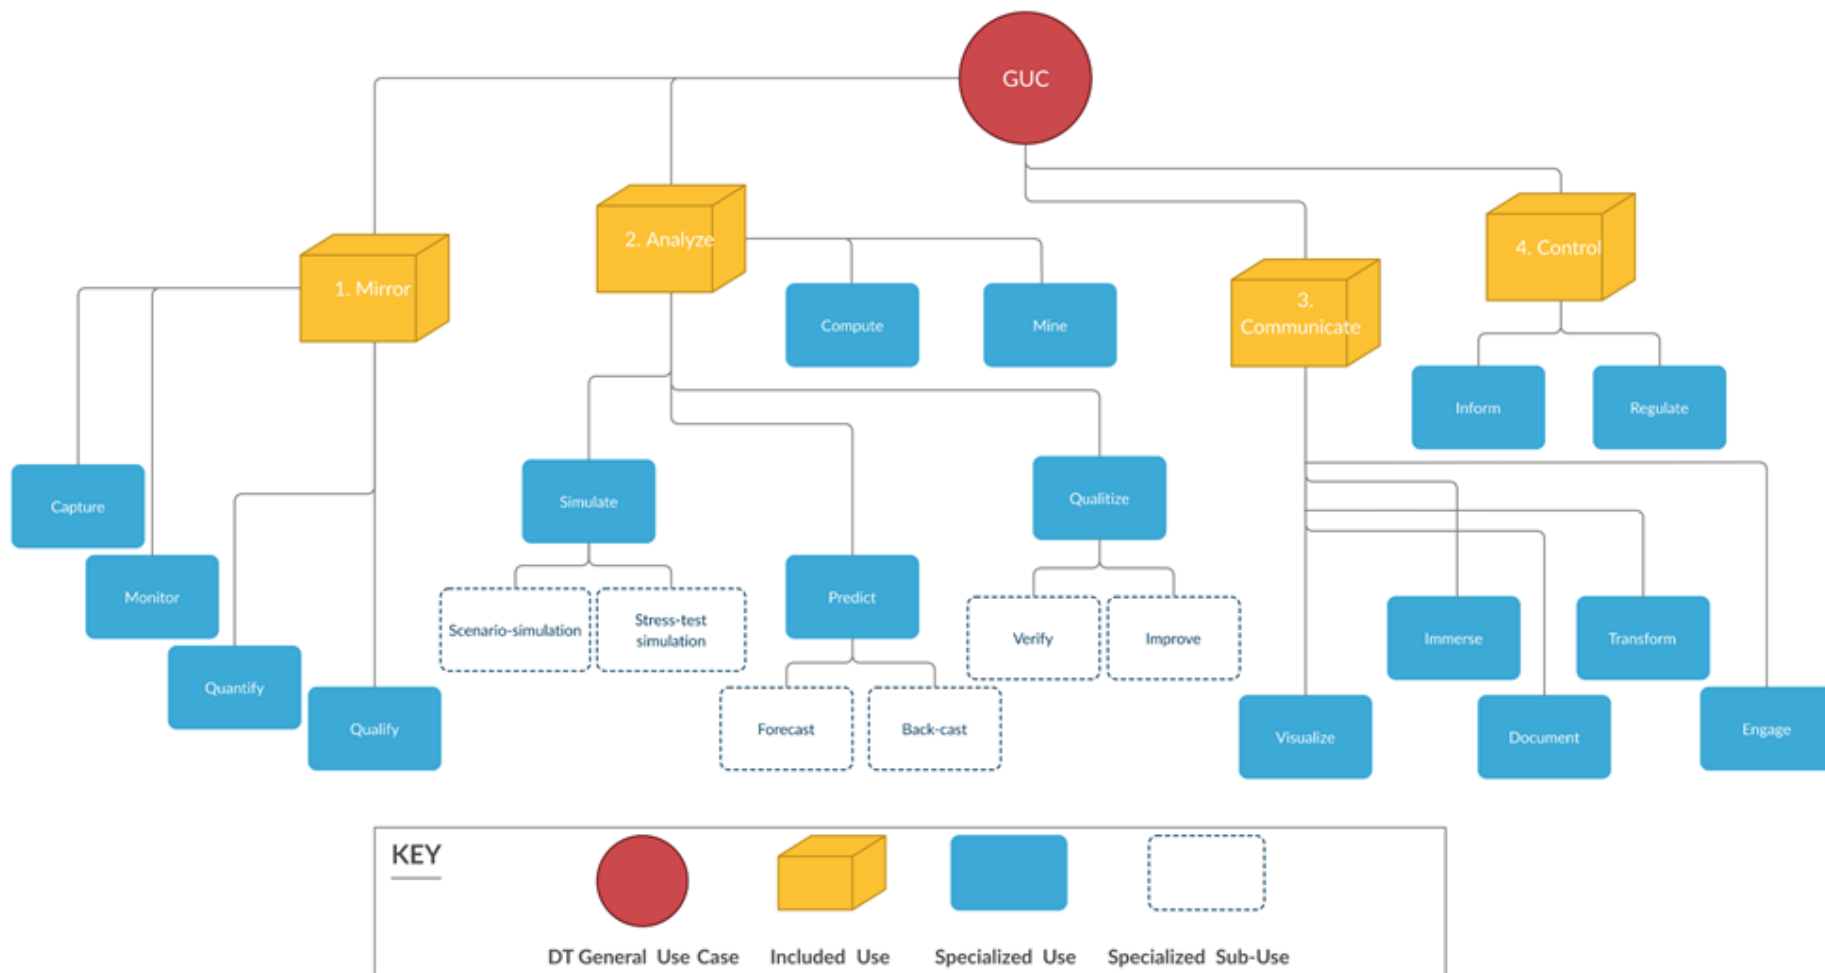 GUC
2. Analyze
4. Control
1. Mirror
3.
Communicate
Compute
Mine
Inform
Regulate
Capture
Simulate
Qualitize
Monitor
Predict
Scenario-simulation
Stress-test
simulation
Verify
Improve
Immerse
Transform
Quantify
Qualify
Forecast
Back-cast
Visualize
Document
Engage
KEY
DT General Use Case
Included Use
Specialized Use
Specialized Sub-Use